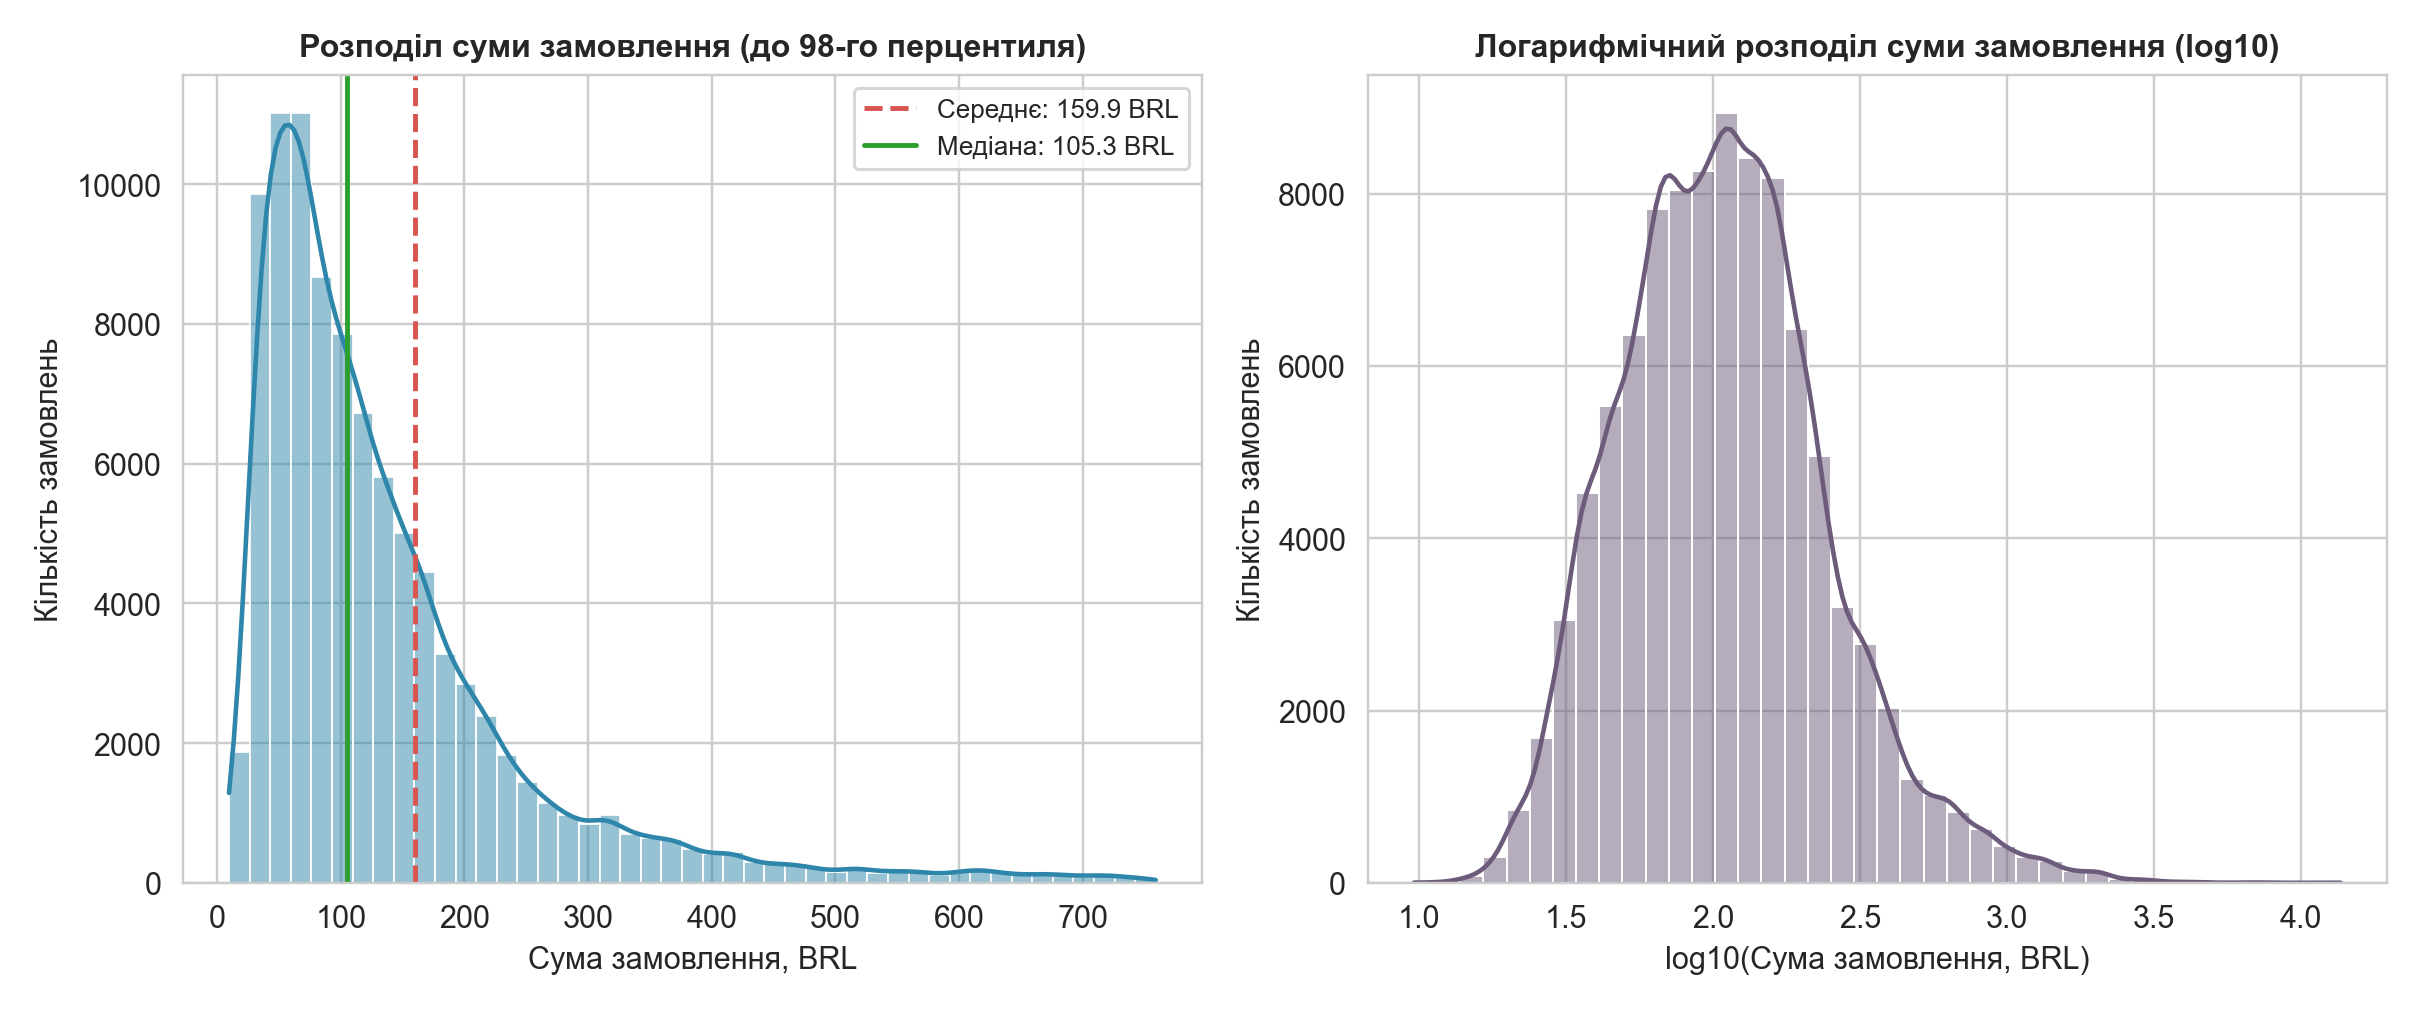 Розподіл суми замовлення (до 98-го перцентиля)
Середнє: 159.9 BRL
Медіана: 105.3 BRL
Кількість замовлень
10000
8000
6000
4000
2000
0
0 100 200 300 400 500 600 700
Сума замовлення, BRL
Логарифмічний розподіл суми замовлення (log10)
Кількість замовлень
8000
6000
4000
2000
0
1.0 1.5 2.0 2.5 3.0 3.5 4.0
log10(Сума замовлення, BRL)